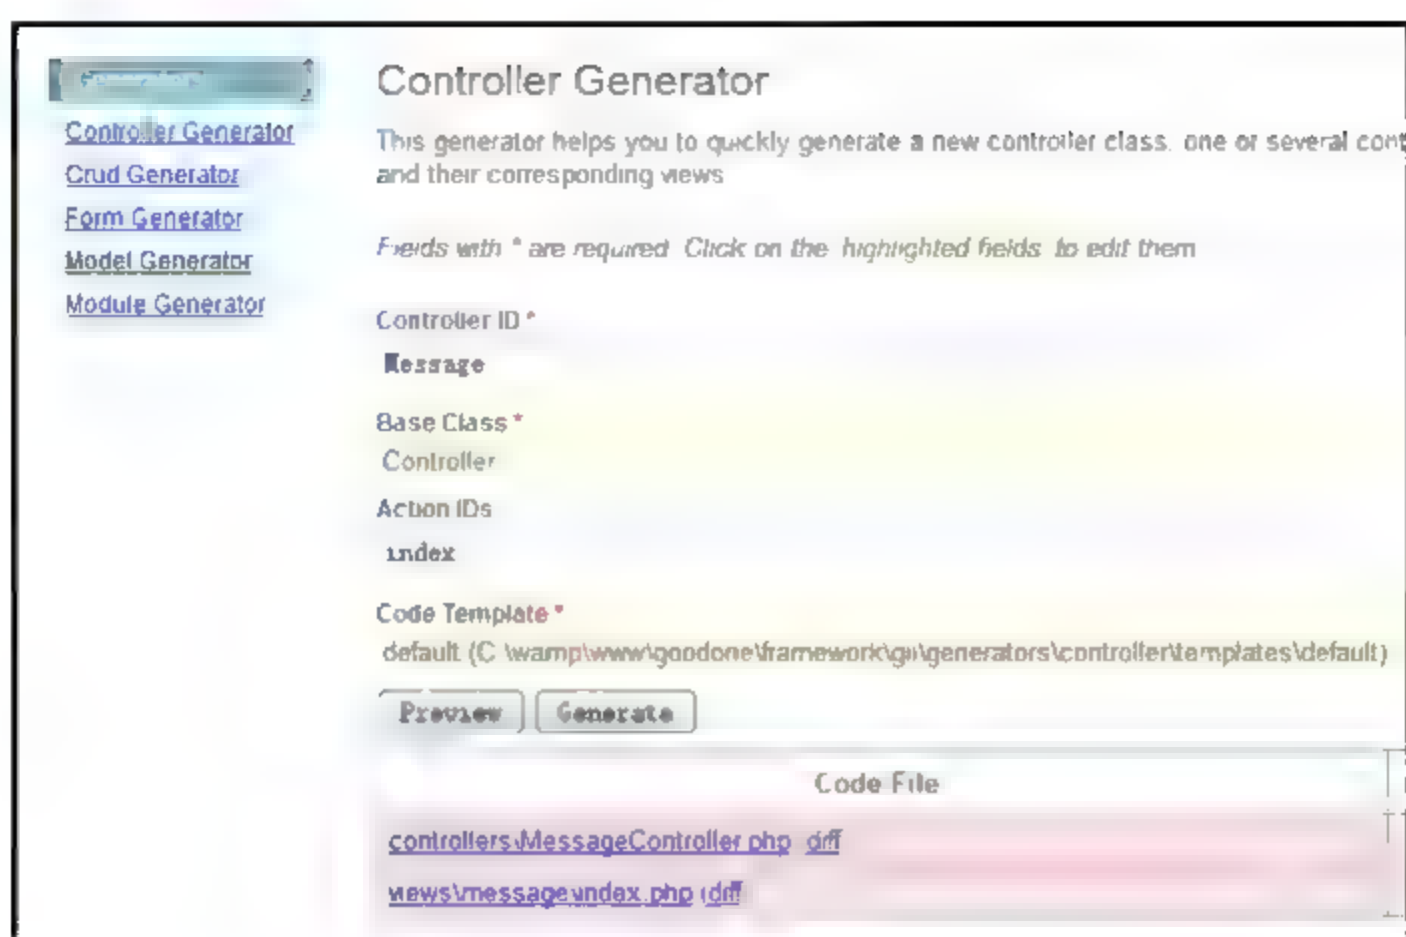 Controller Generator
Crud Generator
Form Generator
Model Generator
Module Generator
Controller Generator
This generator helps you to quickly generate a new controller class, one or several cont
and their corresponding views
Fields with * are required. Click on the highlighted fields to edit them
Controller ID *
Message
Base Class *
Controller
Action IDs
index
Code Template *
default (C:\wamp\www\goodone\framework\gii\generators\controller\templates\default)
Preview Generate
Code File
controllers\MessageController.php (diff
views\message\index.php (diff